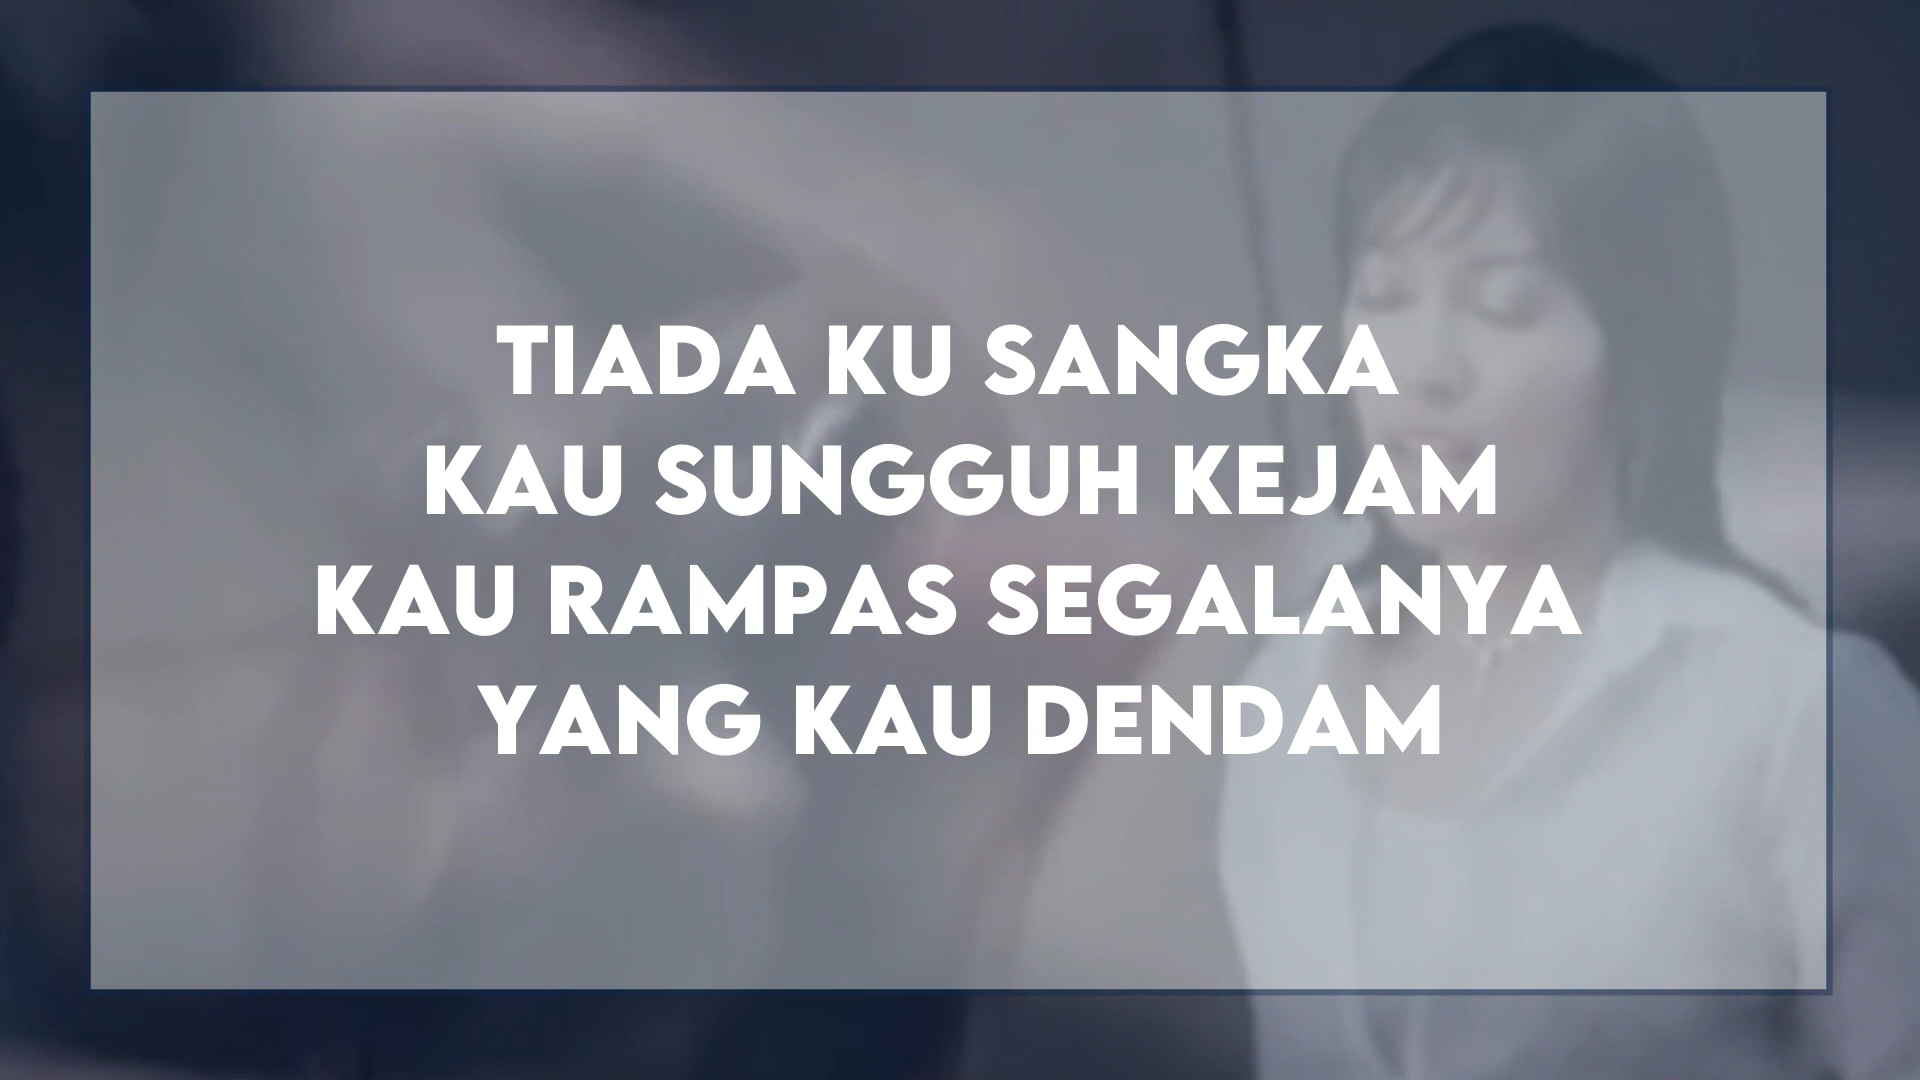 TIADA KU SANGKA
KAU SUNGGUH KEJAM
KAU RAMPAS SEGALANYA
YANG KAU DENDAM